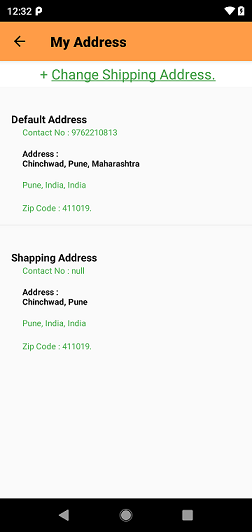 12:32
My Address
+ Change Shipping Address.
Default Address
Contact No : 9762210813
Address :
Chinchwad, Pune, Maharashtra
Pune, India, India
Zip Code : 411019.
Shapping Address
Contact No : null
Address :
Chinchwad, Pune
Pune, India, India
Zip Code : 411019.